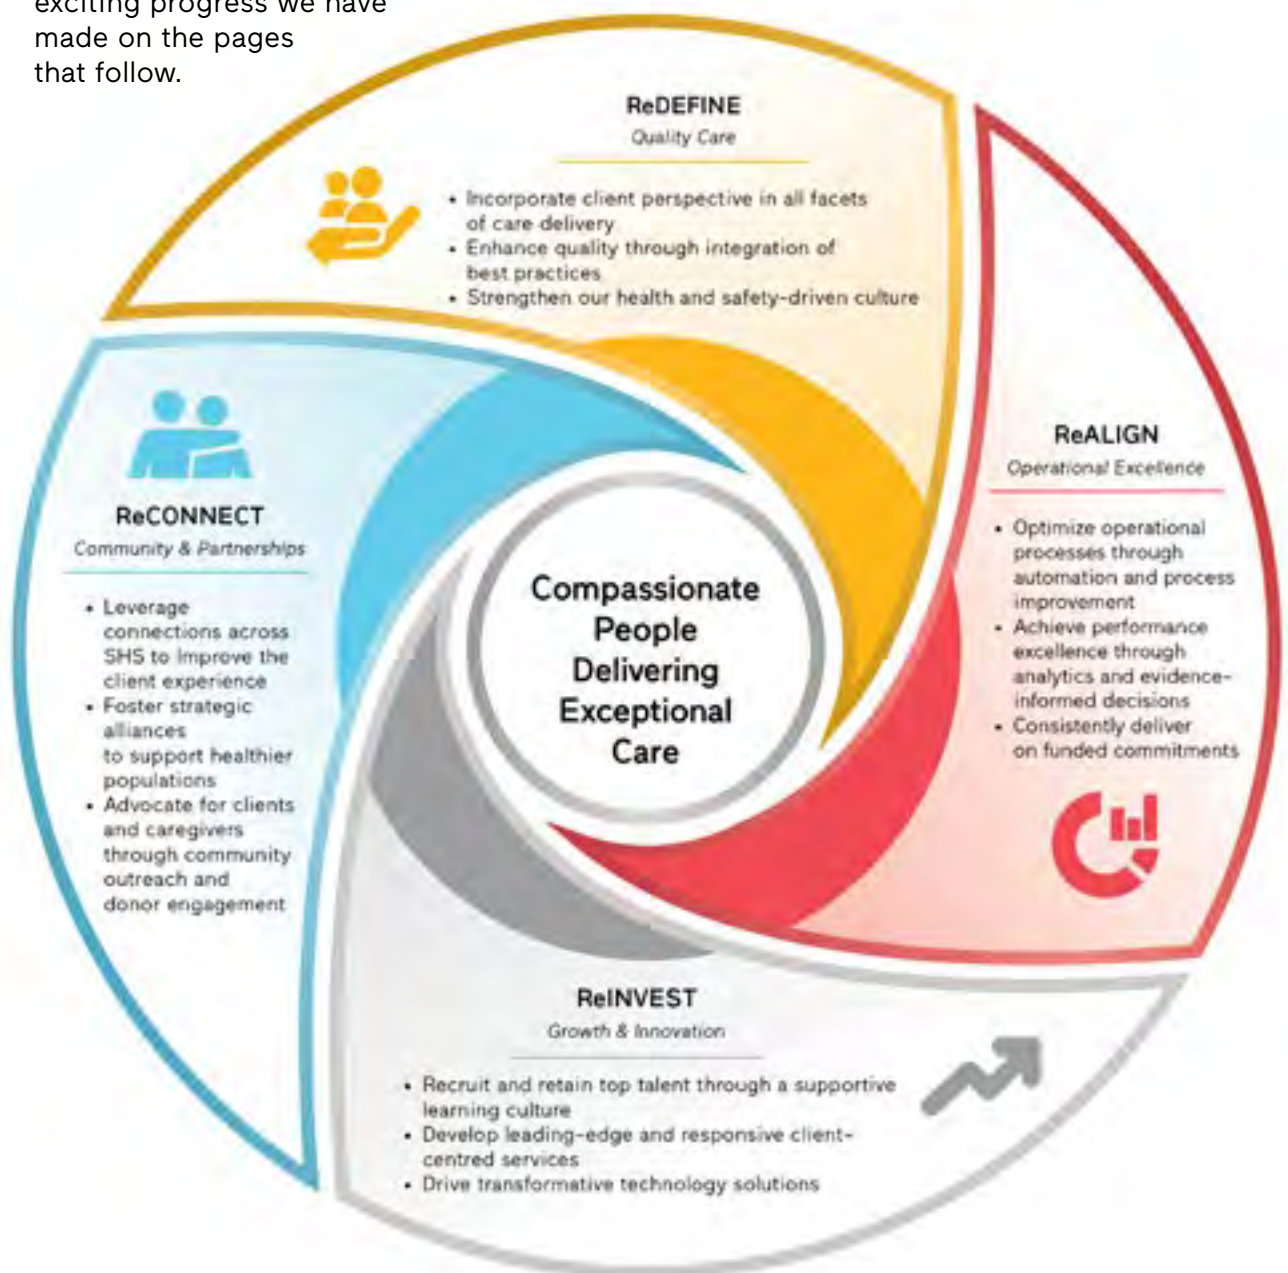 exciting progress we have
made on the pages
that follow.
ReDEFINE
Quality Care
• Incorporate client perspective in all facets
of care delivery
• Enhance quality through integration of
best practices
• Strengthen our health and safety-driven culture
ReALIGN
Operational Excellence
• Optimize operational
processes through
automation and process
improvement
• Achieve performance
excellence through
analytics and evidence-
informed decisions
• Consistently deliver
on funded commitments
ReCONNECT
Community & Partnerships
• Leverage
connections across
SHS to improve the
client experience
• Foster strategic
alliances
to support healthier
populations
• Advocate for clients
and caregivers
through community
outreach and
donor engagement
Compassionate
People
Delivering
Exceptional
Care
ReINVEST
Growth & Innovation
• Recruit and retain top talent through a supportive
learning culture
• Develop leading-edge and responsive client-
centred services
• Drive transformative technology solutions